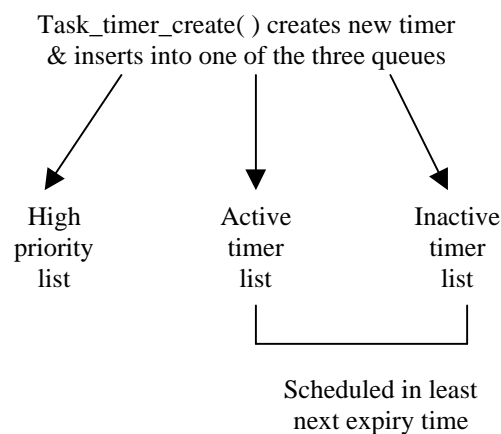 Task_timer_create( ) creates new timer
& inserts into one of the three queues
High
priority
list
Active
timer
list
Inactive
timer
list
Scheduled in least
next expiry time